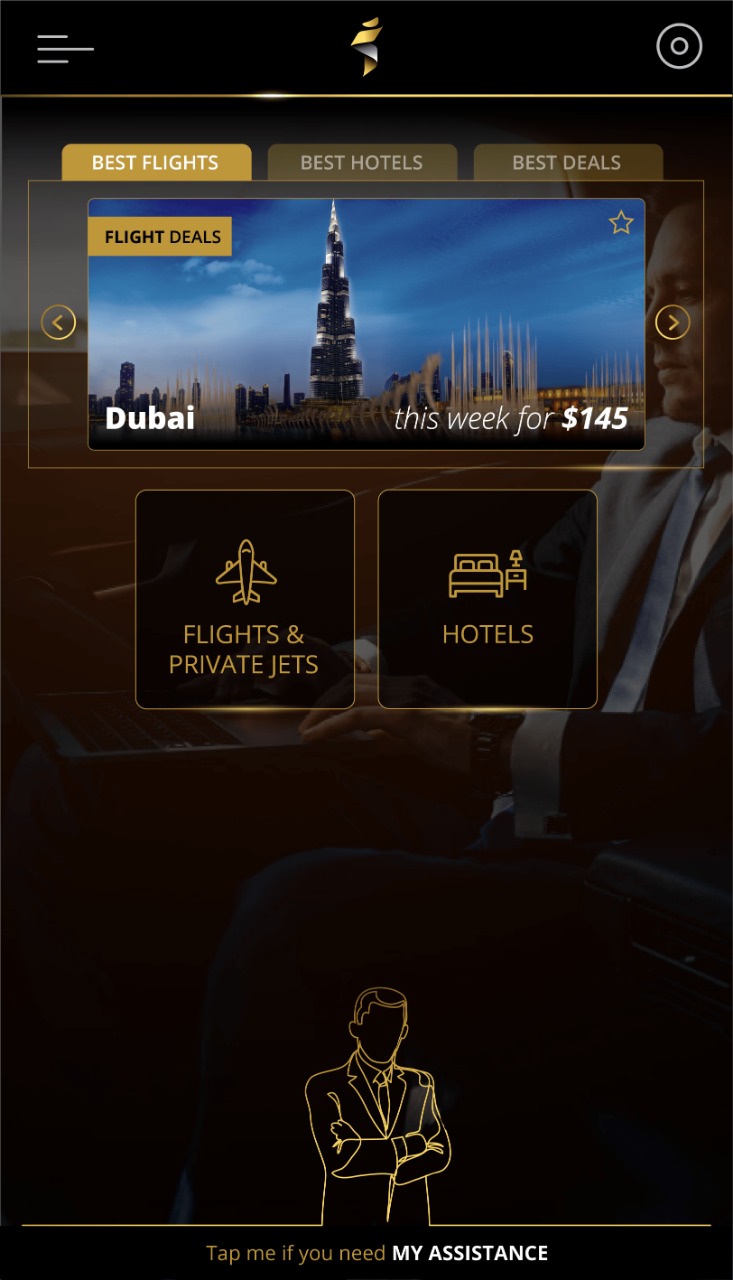 BEST FLIGHTS
BEST HOTELS
BEST DEALS
FLIGHT DEALS
Dubai
this week for $145
FLIGHTS &
PRIVATE JETS
HOTELS
Tap me if you need MY ASSISTANCE